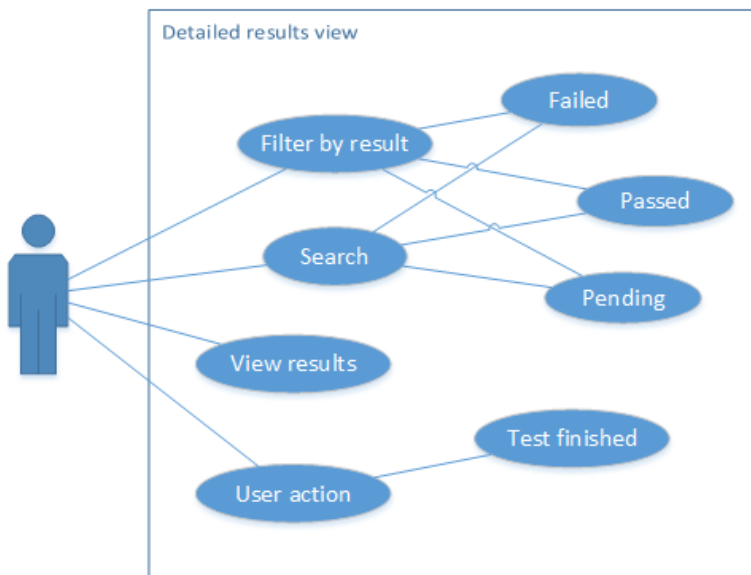 Detailed results view
Failed
Filter by result
Passed
Search
Pending
View results
Test finished
User action